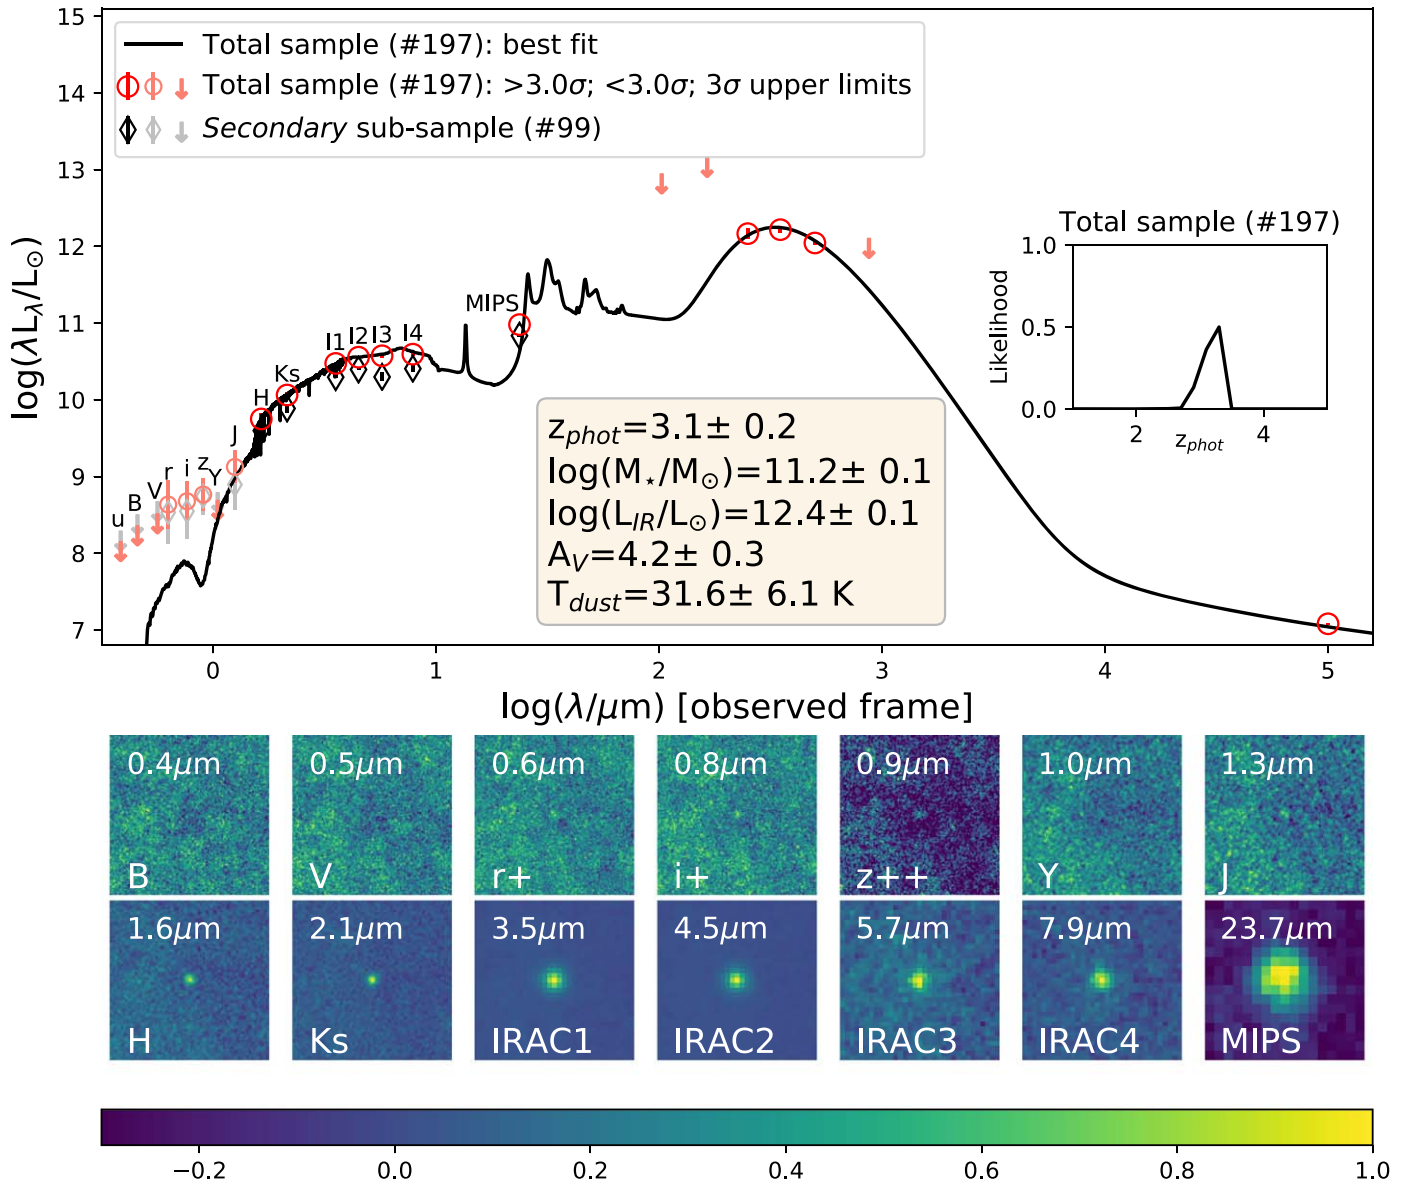 Total sample (#197): best fit
Total sample (#197): >3.0σ; <3.0σ; 3σ upper limits
Secondary sub-sample (#99)
15
14
13
12
11
10
9
8
7
log(λL_λ/L_⊙)
u
B
V
r
i
z
Y
J
H
Ks
I1
I2
I3
I4
MIPS
z_phot=3.1± 0.2
log(M_⋆/M_⊙)=11.2± 0.1
log(L_IR/L_⊙)=12.4± 0.1
A_V=4.2± 0.3
T_dust=31.6± 6.1 K
Total sample (#197)
1.0
0.5
0.0
Likelihood
2 4
z_phot
0 1 2 3 4 5
log(λ/μm) [observed frame]
0.4μm 0.5μm 0.6μm 0.8μm 0.9μm 1.0μm 1.3μm
B V r+ i+ z++ Y J
1.6μm 2.1μm 3.5μm 4.5μm 5.7μm 7.9μm 23.7μm
H Ks IRAC1 IRAC2 IRAC3 IRAC4 MIPS
−0.2 0.0 0.2 0.4 0.6 0.8 1.0